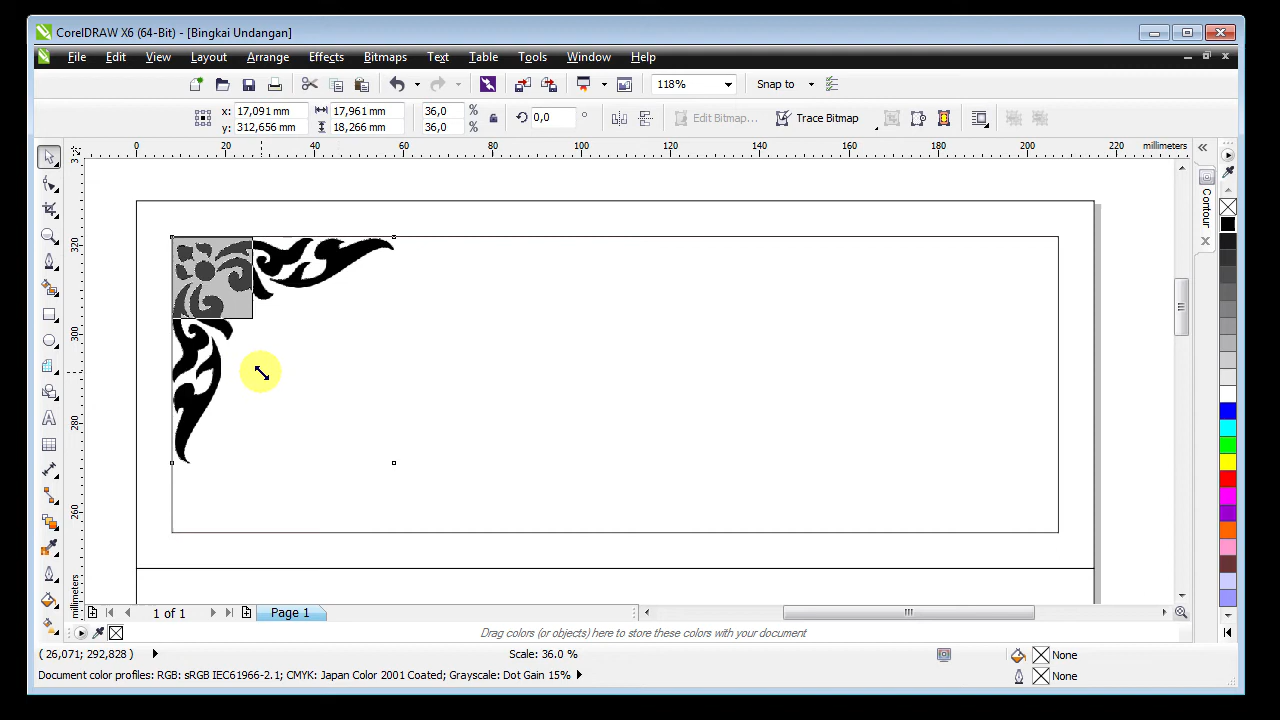 CorelDRAW X6 (64-Bit) - [Bingkai Undangan]
File Edit View Layout Arrange Effects Bitmaps Text Table Tools Window Help
118% Snap to
x: 17,091 mm 17,961 mm 36,0 % 0,0 ° Edit Bitmap... Trace Bitmap
y: 312,656 mm 18,266 mm 36,0 %
0 20 40 60 80 100 120 140 160 180 200 220 millimeters
320
300
280
260
millimeters
Contour
1 of 1 Page 1
Drag colors (or objects) here to store these colors with your document
( 26,071; 292,828 ) Scale: 36.0 % None
Document color profiles: RGB: sRGB IEC61966-2.1; CMYK: Japan Color 2001 Coated; Grayscale: Dot Gain 15% None